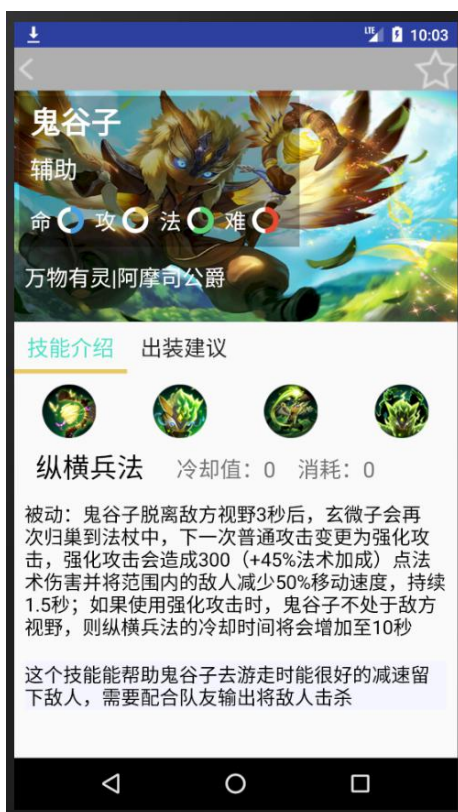 LTE 10:03
鬼谷子
辅助
命 攻 法 难
万物有灵|阿摩司公爵
技能介绍 出装建议
纵横兵法 冷却值：0 消耗：0
被动：鬼谷子脱离敌方视野3秒后，玄微子会再
次归巢到法杖中，下一次普通攻击变更为强化攻
击，强化攻击会造成300（+45%法术加成）点法
术伤害并将范围内的敌人减少50%移动速度，持续
1.5秒；如果使用强化攻击时，鬼谷子不处于敌方
视野，则纵横兵法的冷却时间将会增加至10秒
这个技能能帮助鬼谷子去游走时能很好的减速留
下敌人，需要配合队友输出将敌人击杀